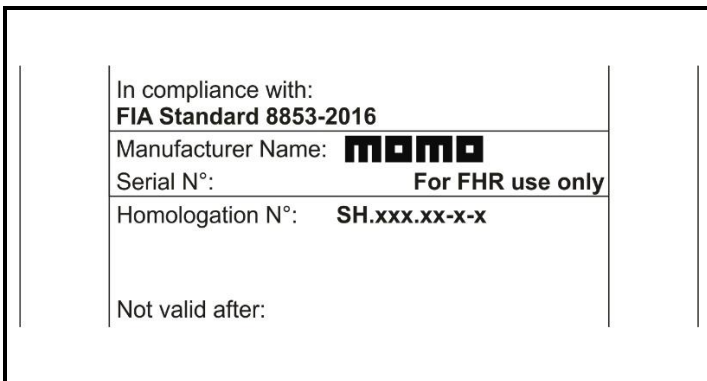 In compliance with:
FIA Standard 8853-2016
Manufacturer Name: momo
Serial N°: For FHR use only
Homologation N°: SH.xxx.xx-x-x
Not valid after: